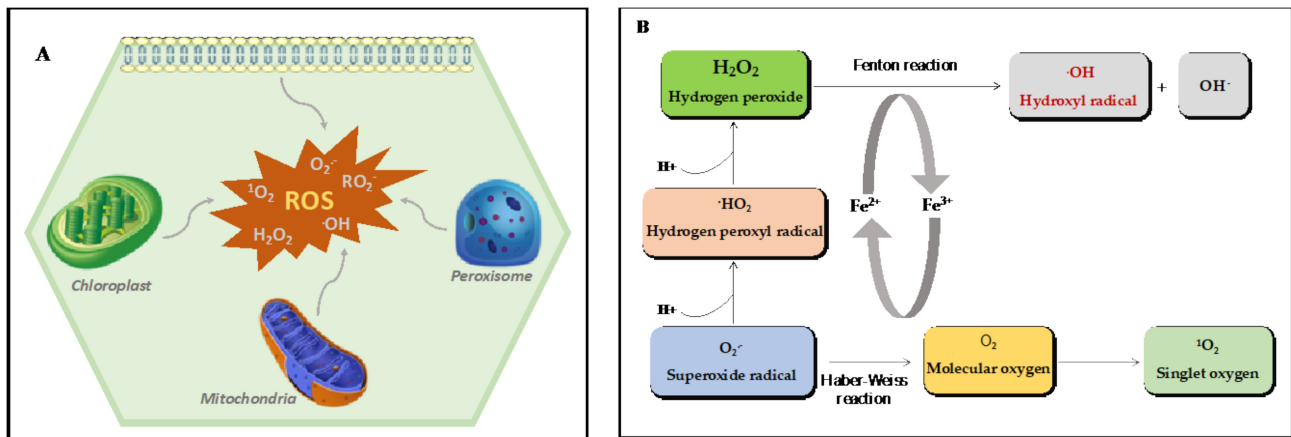 A
O₂·⁻
¹O₂
RO₂⁻
ROS
H₂O₂
·OH
Chloroplast
Peroxisome
Mitochondria
B
H₂O₂
Hydrogen peroxide
Fenton reaction
·OH
Hydroxyl radical
+
OH⁻
H+
·HO₂
Hydrogen peroxyl radical
Fe²⁺
Fe³⁺
H+
O₂·⁻
Superoxide radical
Haber-Weiss
reaction
O₂
Molecular oxygen
¹O₂
Singlet oxygen